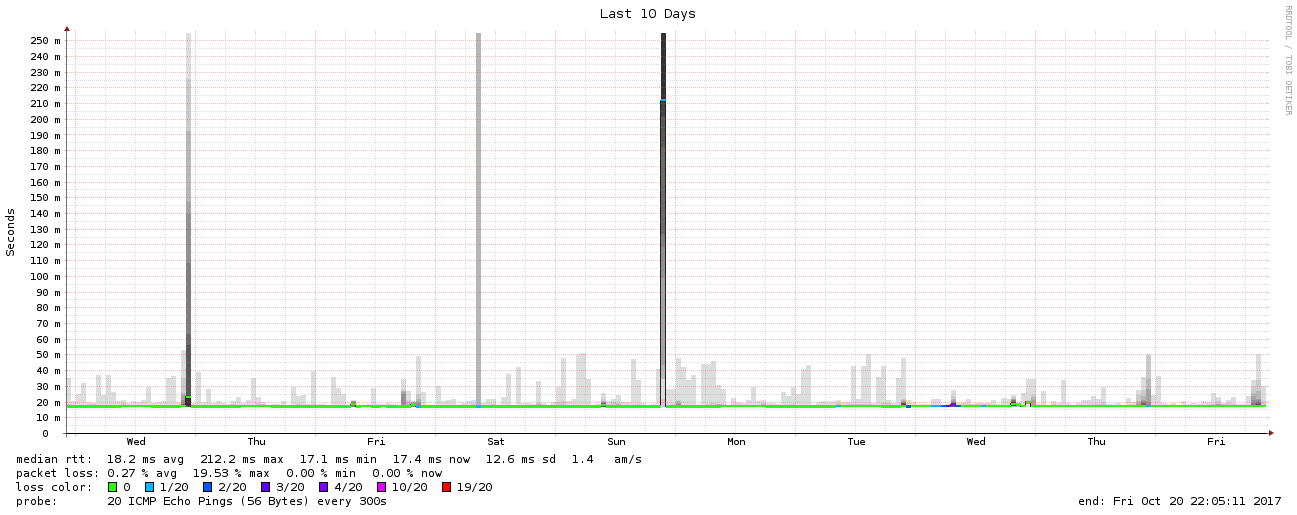 Last 10 Days
RRDTOOL / TOBI OETIKER
Seconds
250 m
240 m
230 m
220 m
210 m
200 m
190 m
180 m
170 m
160 m
150 m
140 m
130 m
120 m
110 m
100 m
90 m
80 m
70 m
60 m
50 m
40 m
30 m
20 m
10 m
0
Wed Thu Fri Sat Sun Mon Tue Wed Thu Fri
median rtt: 18.2 ms avg 212.2 ms max 17.1 ms min 17.4 ms now 12.6 ms sd 1.4 am/s
packet loss: 0.27 % avg 19.53 % max 0.00 % min 0.00 % now
loss color: 0 1/20 2/20 3/20 4/20 10/20 19/20
probe: 20 ICMP Echo Pings (56 Bytes) every 300s end: Fri Oct 20 22:05:11 2017